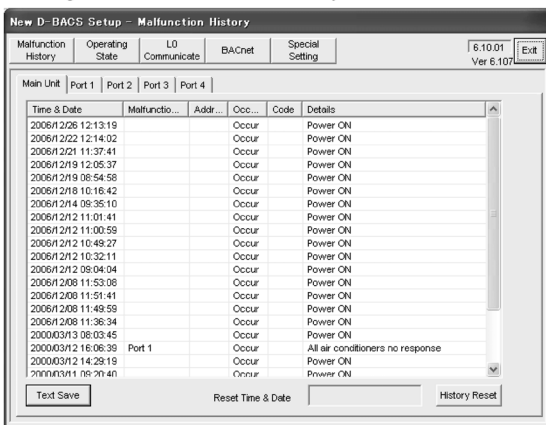 New D-BACS Setup - Malfunction History
Malfunction History Operating State L0 Communicate BACnet Special Setting 6.10.01 Exit
Ver 6.107
Main Unit Port 1 Port 2 Port 3 Port 4
Time & Date Malfunctio... Addr... Occ... Code Details
2006/12/26 12:13:19 Occur Power ON
2006/12/22 12:14:02 Occur Power ON
2006/12/21 11:37:41 Occur Power ON
2006/12/19 12:05:37 Occur Power ON
2006/12/19 08:54:58 Occur Power ON
2006/12/18 10:16:42 Occur Power ON
2006/12/14 09:35:10 Occur Power ON
2006/12/12 11:01:41 Occur Power ON
2006/12/12 11:00:59 Occur Power ON
2006/12/12 10:49:27 Occur Power ON
2006/12/12 10:32:11 Occur Power ON
2006/12/12 09:04:04 Occur Power ON
2006/12/08 11:53:08 Occur Power ON
2006/12/08 11:51:41 Occur Power ON
2006/12/08 11:49:59 Occur Power ON
2006/12/08 11:36:34 Occur Power ON
2000/03/13 08:03:45 Occur Power ON
2000/03/12 16:06:39 Port 1 Occur All air conditioners no response
2000/03/12 14:29:19 Occur Power ON
2000/03/11 09:20:40 Occur Power ON
Text Save Reset Time & Date History Reset